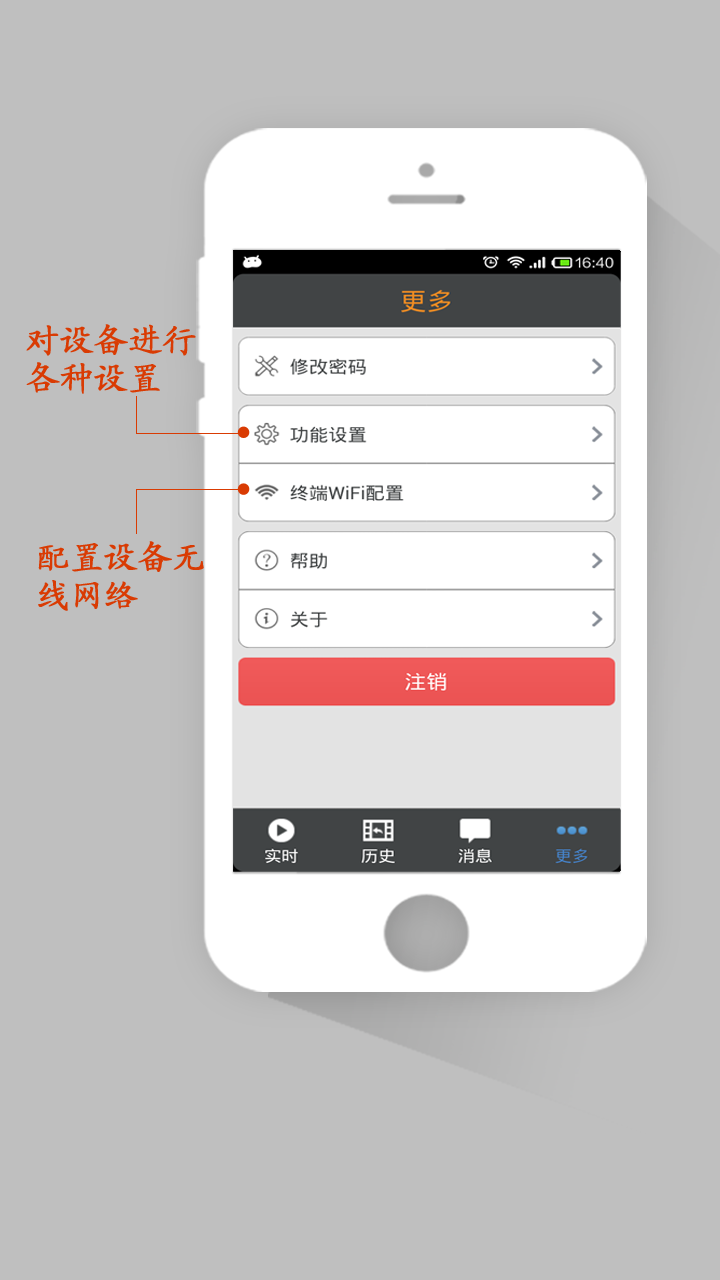 16:40
更多
对设备进行
各种设置
修改密码
功能设置
终端WiFi配置
配置设备无
线网络
帮助
关于
注销
实时
历史
消息
更多